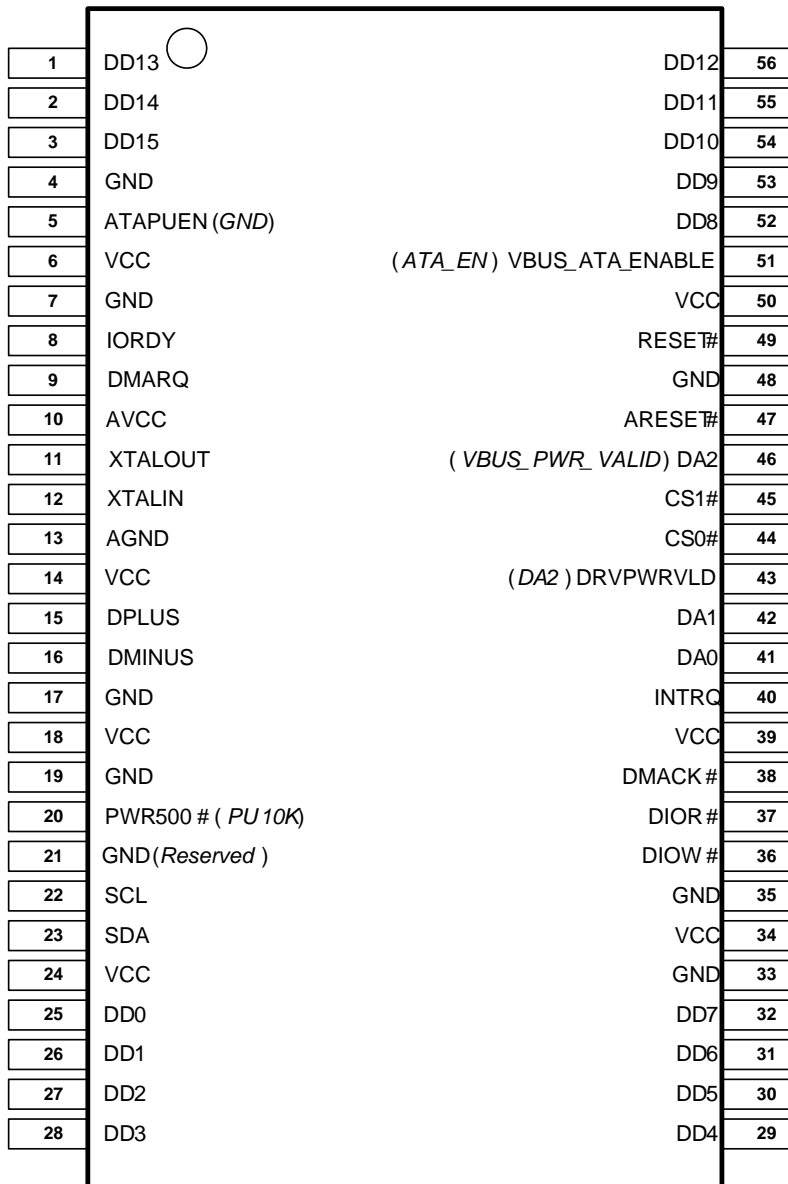 1 DD13 DD12 56
2 DD14 DD11 55
3 DD15 DD10 54
4 GND DD9 53
5 ATAPUEN (GND) DD8 52
6 VCC (ATA_EN) VBUS_ATA_ENABLE 51
7 GND VCC 50
8 IORDY RESET# 49
9 DMARQ GND 48
10 AVCC ARESET# 47
11 XTALOUT (VBUS_PWR_VALID) DA2 46
12 XTALIN CS1# 45
13 AGND CS0# 44
14 VCC (DA2) DRVPWRVLD 43
15 DPLUS DA1 42
16 DMINUS DA0 41
17 GND INTRQ 40
18 VCC VCC 39
19 GND DMACK# 38
20 PWR500# (PU 10K) DIOR# 37
21 GND (Reserved) DIOW# 36
22 SCL GND 35
23 SDA VCC 34
24 VCC GND 33
25 DD0 DD7 32
26 DD1 DD6 31
27 DD2 DD5 30
28 DD3 DD4 29